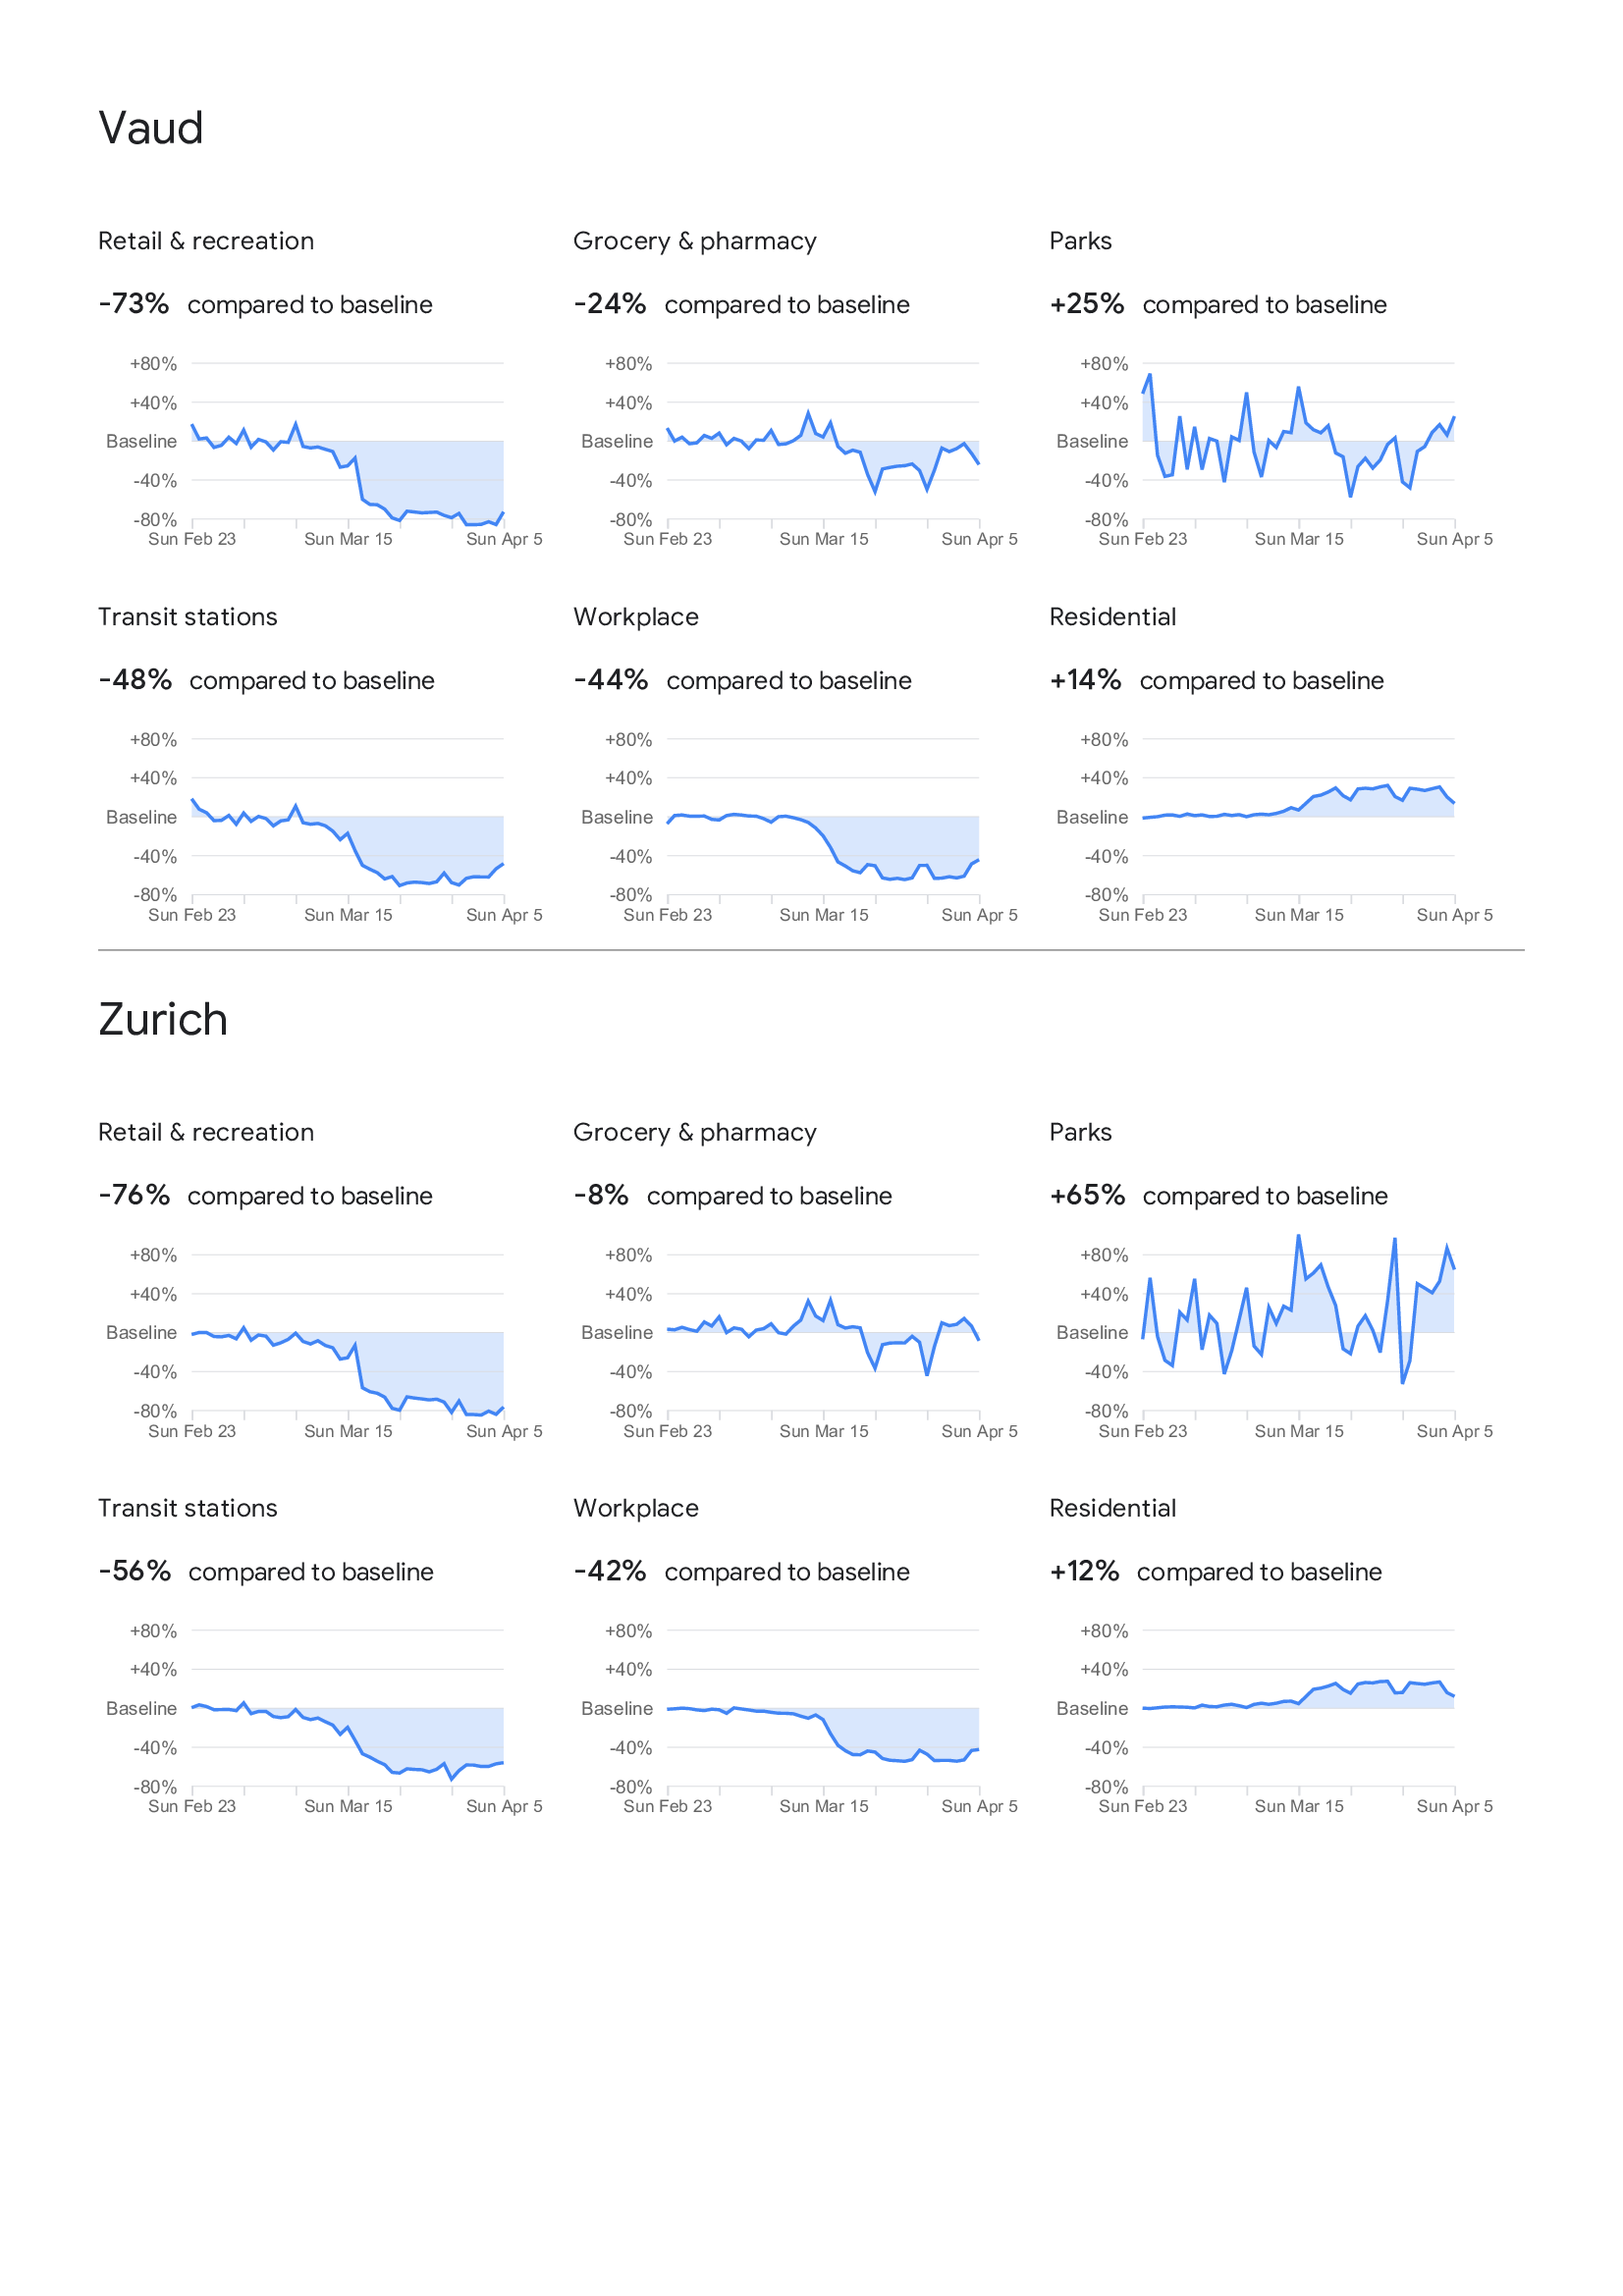 Vaud
Retail & recreation
-73% compared to baseline
+80%
+40%
Baseline
-40%
-80%
Sun Feb 23 Sun Mar 15 Sun Apr 5
Grocery & pharmacy
-24% compared to baseline
+80%
+40%
Baseline
-40%
-80%
Sun Feb 23 Sun Mar 15 Sun Apr 5
Parks
+25% compared to baseline
+80%
+40%
Baseline
-40%
-80%
Sun Feb 23 Sun Mar 15 Sun Apr 5
Transit stations
-48% compared to baseline
+80%
+40%
Baseline
-40%
-80%
Sun Feb 23 Sun Mar 15 Sun Apr 5
Workplace
-44% compared to baseline
+80%
+40%
Baseline
-40%
-80%
Sun Feb 23 Sun Mar 15 Sun Apr 5
Residential
+14% compared to baseline
+80%
+40%
Baseline
-40%
-80%
Sun Feb 23 Sun Mar 15 Sun Apr 5
Zurich
Retail & recreation
-76% compared to baseline
+80%
+40%
Baseline
-40%
-80%
Sun Feb 23 Sun Mar 15 Sun Apr 5
Grocery & pharmacy
-8% compared to baseline
+80%
+40%
Baseline
-40%
-80%
Sun Feb 23 Sun Mar 15 Sun Apr 5
Parks
+65% compared to baseline
+80%
+40%
Baseline
-40%
-80%
Sun Feb 23 Sun Mar 15 Sun Apr 5
Transit stations
-56% compared to baseline
+80%
+40%
Baseline
-40%
-80%
Sun Feb 23 Sun Mar 15 Sun Apr 5
Workplace
-42% compared to baseline
+80%
+40%
Baseline
-40%
-80%
Sun Feb 23 Sun Mar 15 Sun Apr 5
Residential
+12% compared to baseline
+80%
+40%
Baseline
-40%
-80%
Sun Feb 23 Sun Mar 15 Sun Apr 5